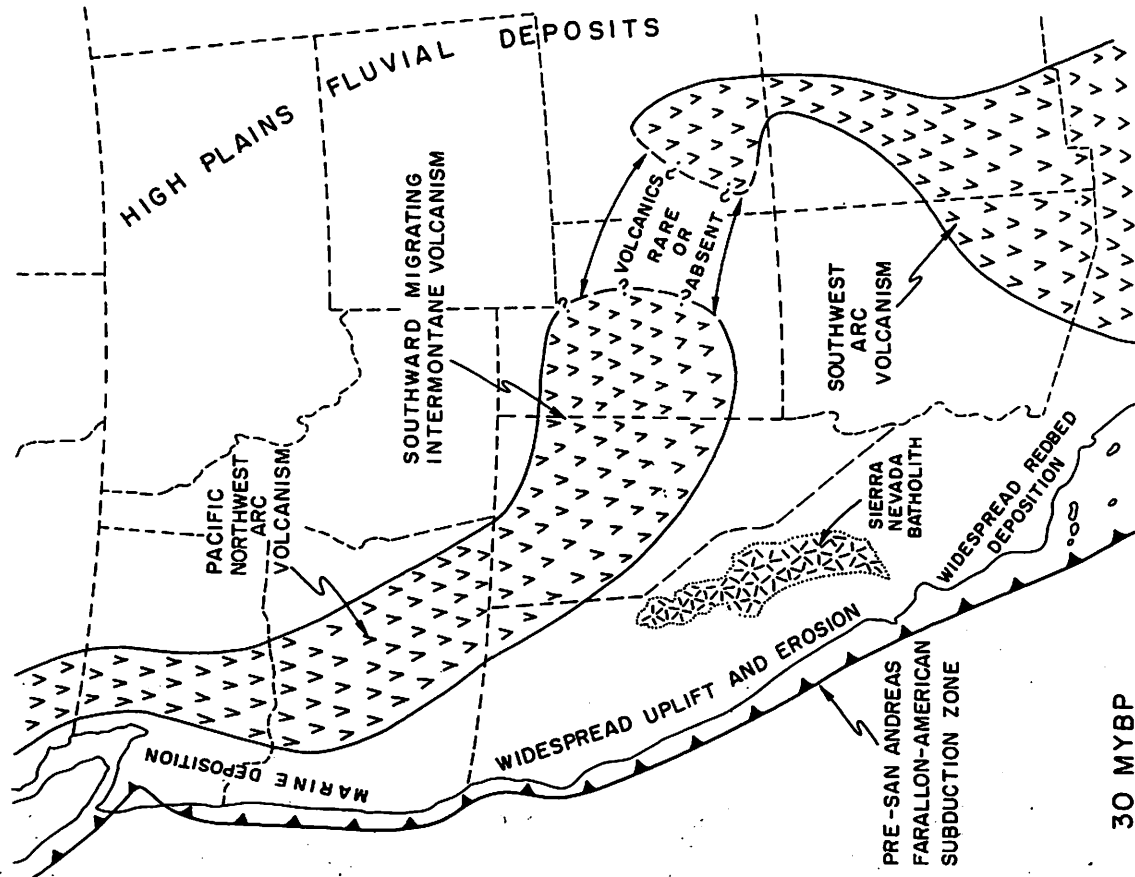 HIGH PLAINS FLUVIAL DEPOSITS
SOUTHWARD MIGRATING
INTERMONTANE VOLCANISM
PACIFIC
NORTHWEST
ARC
VOLCANISM
VOLCANICS
RARE
OR
ABSENT
SOUTHWEST
ARC
VOLCANISM
SIERRA
NEVADA
BATHOLITH
WIDESPREAD REDBED
DEPOSITION
MARINE DEPOSITION
WIDESPREAD UPLIFT AND EROSION
PRE-SAN ANDREAS
FARALLON-AMERICAN
SUBDUCTION ZONE
30 MYBP